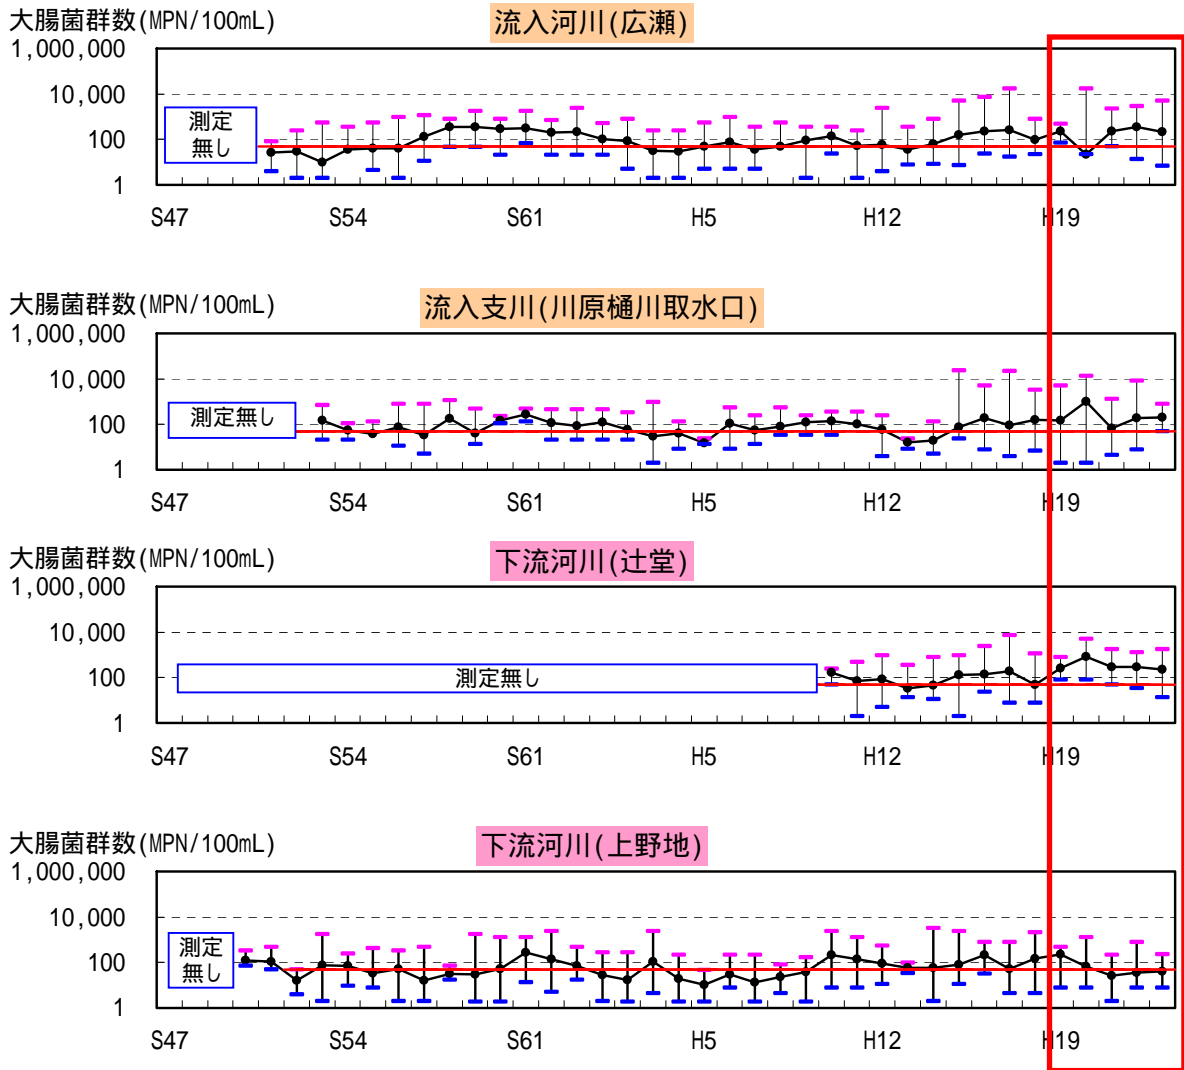 大腸菌群数(MPN/100mL)
流入河川(広瀬)
1,000,000
10,000
100
1
測定
無し
S47 S54 S61 H5 H12 H19
大腸菌群数(MPN/100mL)
流入支川(川原樋川取水口)
1,000,000
10,000
100
1
測定無し
S47 S54 S61 H5 H12 H19
大腸菌群数(MPN/100mL)
下流河川(辻堂)
1,000,000
10,000
100
1
測定無し
S47 S54 S61 H5 H12 H19
大腸菌群数(MPN/100mL)
下流河川(上野地)
1,000,000
10,000
100
1
測定
無し
S47 S54 S61 H5 H12 H19